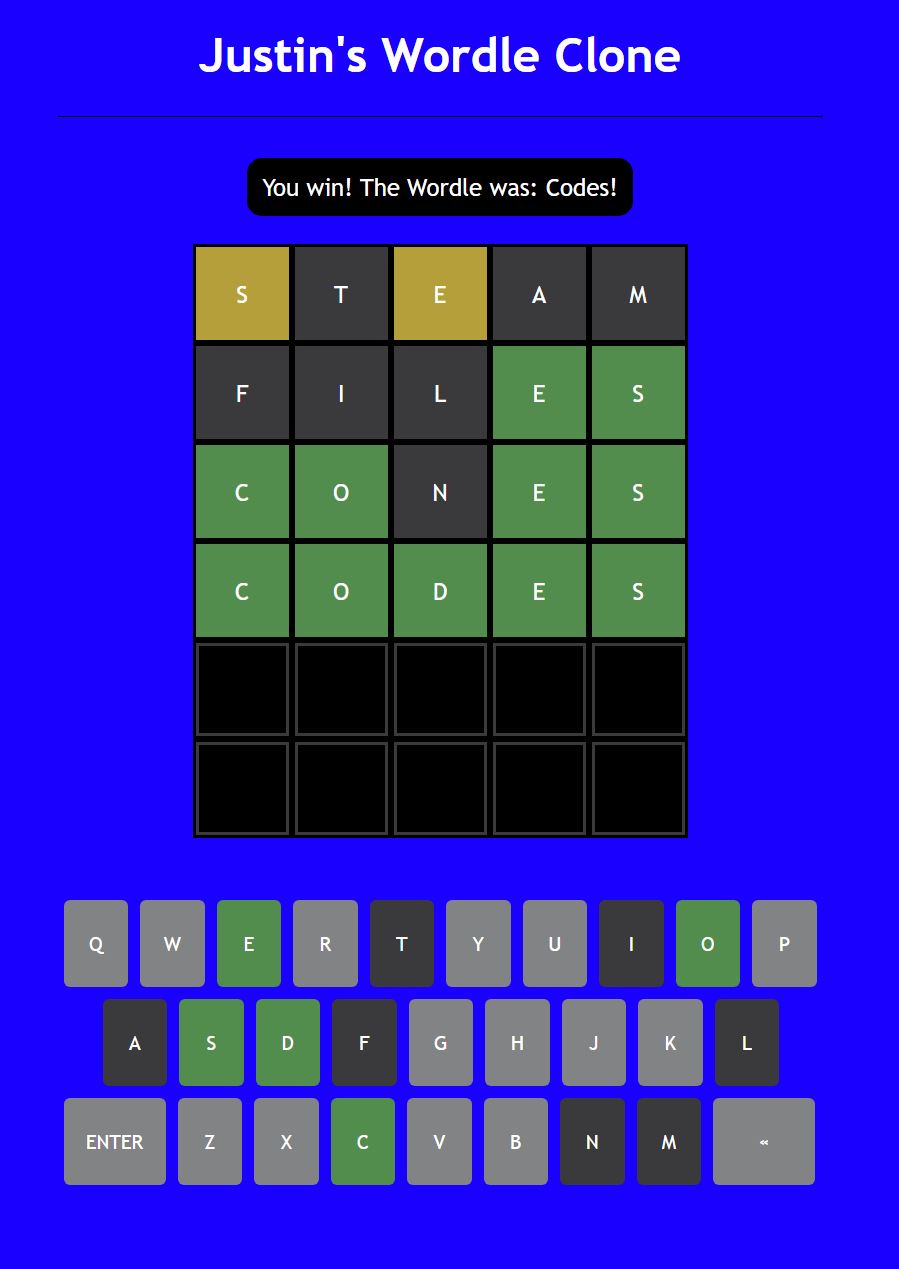 Justin's Wordle Clone
You win! The Wordle was: Codes!
S T E A M
F I L E S
C O N E S
C O D E S
Q W E R T Y U I O P
A S D F G H J K L
ENTER Z X C V B N M «